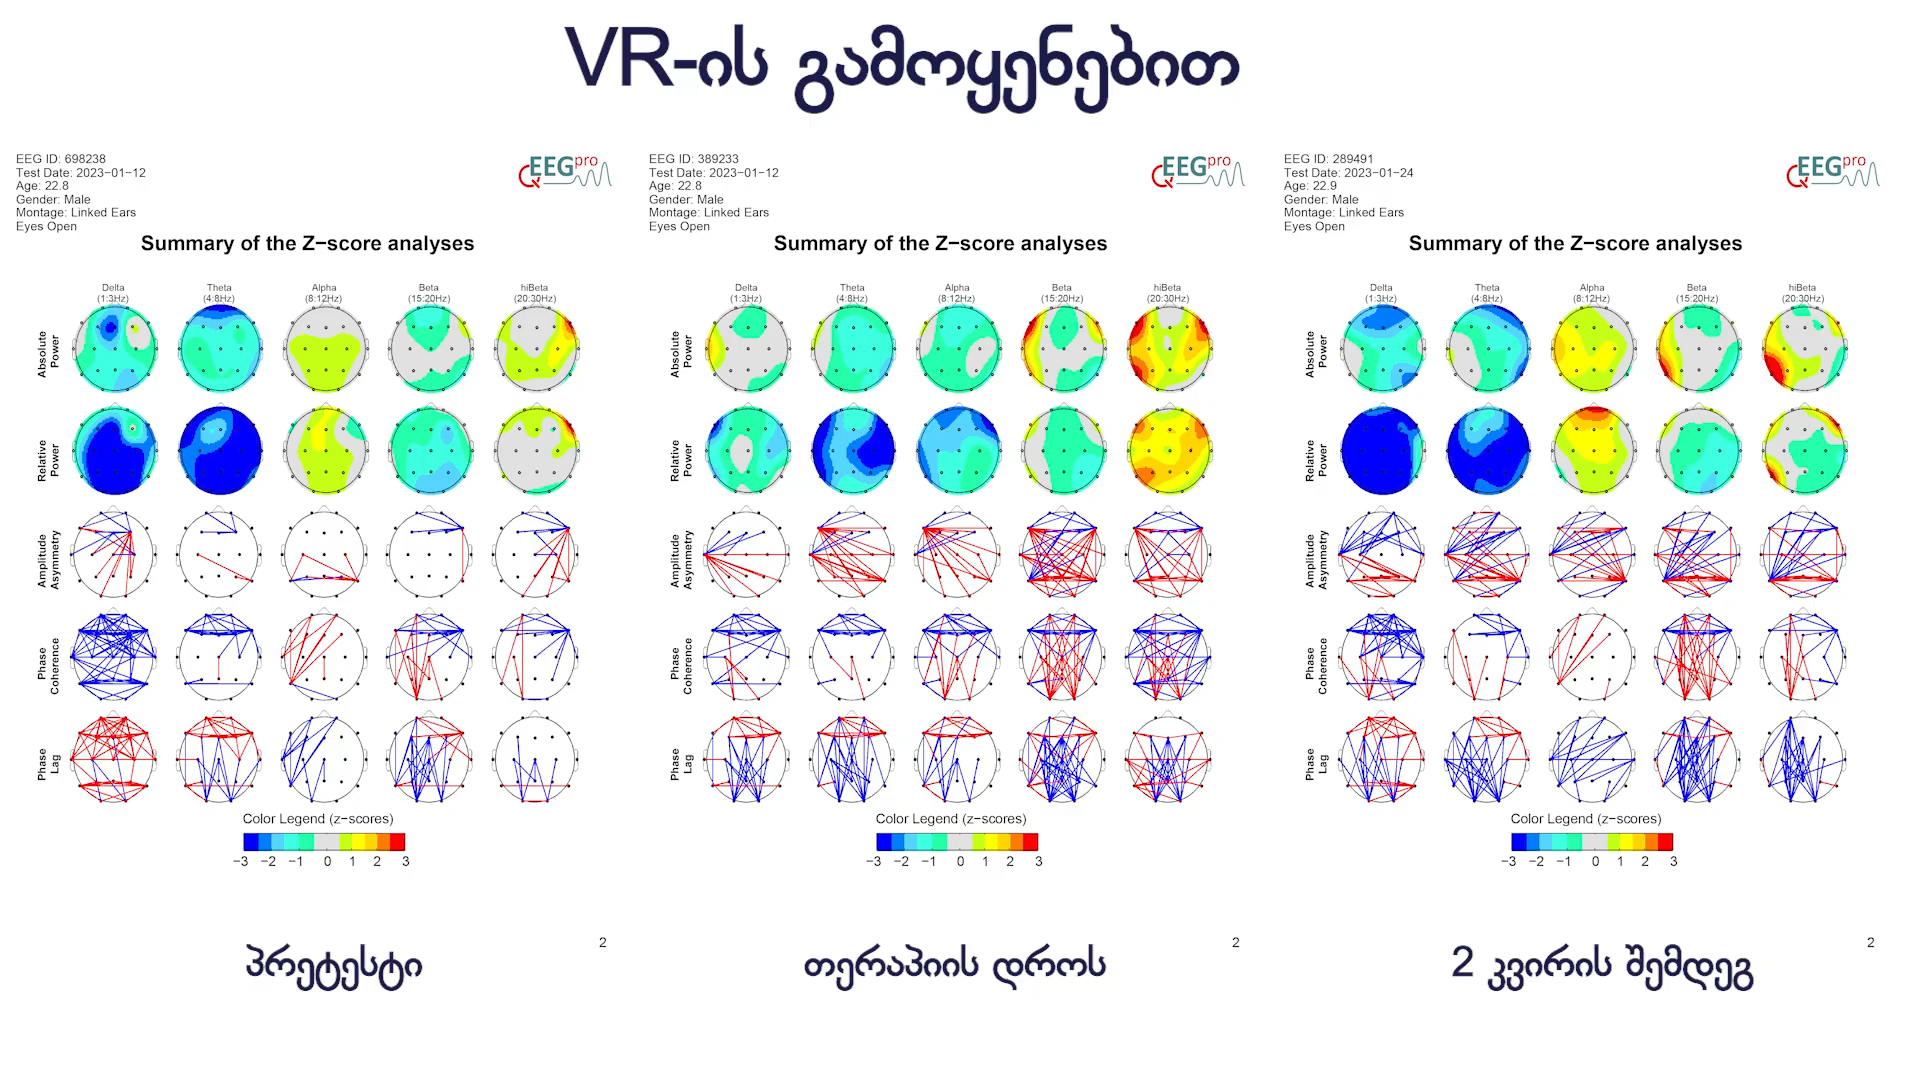 VR-ის გამოყენებით
EEG ID: 698238
Test Date: 2023-01-12
Age: 22.8
Gender: Male
Montage: Linked Ears
Eyes Open
QEEGpro
Summary of the Z-score analyses
Delta (1:3Hz) Theta (4:8Hz) Alpha (8:12Hz) Beta (15:20Hz) hiBeta (20:30Hz)
Absolute Power
Relative Power
Amplitude Asymmetry
Phase Coherence
Phase Lag
Color Legend (z-scores)
-3 -2 -1 0 1 2 3
2
პრეტესტი
EEG ID: 389233
Test Date: 2023-01-12
Age: 22.8
Gender: Male
Montage: Linked Ears
Eyes Open
QEEGpro
Summary of the Z-score analyses
Delta (1:3Hz) Theta (4:8Hz) Alpha (8:12Hz) Beta (15:20Hz) hiBeta (20:30Hz)
Absolute Power
Relative Power
Amplitude Asymmetry
Phase Coherence
Phase Lag
Color Legend (z-scores)
-3 -2 -1 0 1 2 3
2
თერაპიის დროს
EEG ID: 289491
Test Date: 2023-01-24
Age: 22.9
Gender: Male
Montage: Linked Ears
Eyes Open
QEEGpro
Summary of the Z-score analyses
Delta (1:3Hz) Theta (4:8Hz) Alpha (8:12Hz) Beta (15:20Hz) hiBeta (20:30Hz)
Absolute Power
Relative Power
Amplitude Asymmetry
Phase Coherence
Phase Lag
Color Legend (z-scores)
-3 -2 -1 0 1 2 3
2
2 კვირის შემდეგ